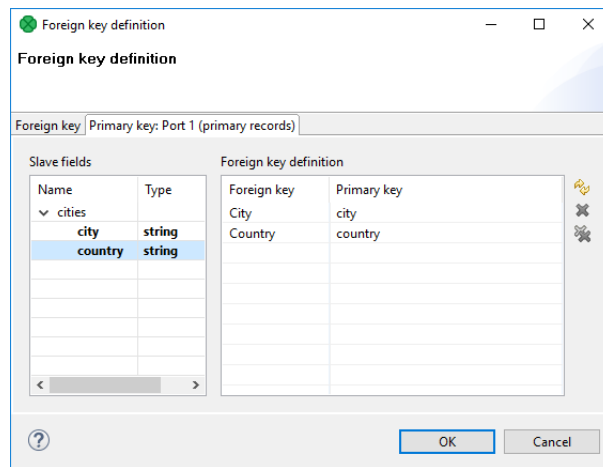 Foreign key definition
Foreign key definition
Foreign key Primary key: Port 1 (primary records)
Slave fields Foreign key definition
Name Type Foreign key Primary key
cities City city
city string Country country
country string
? OK Cancel